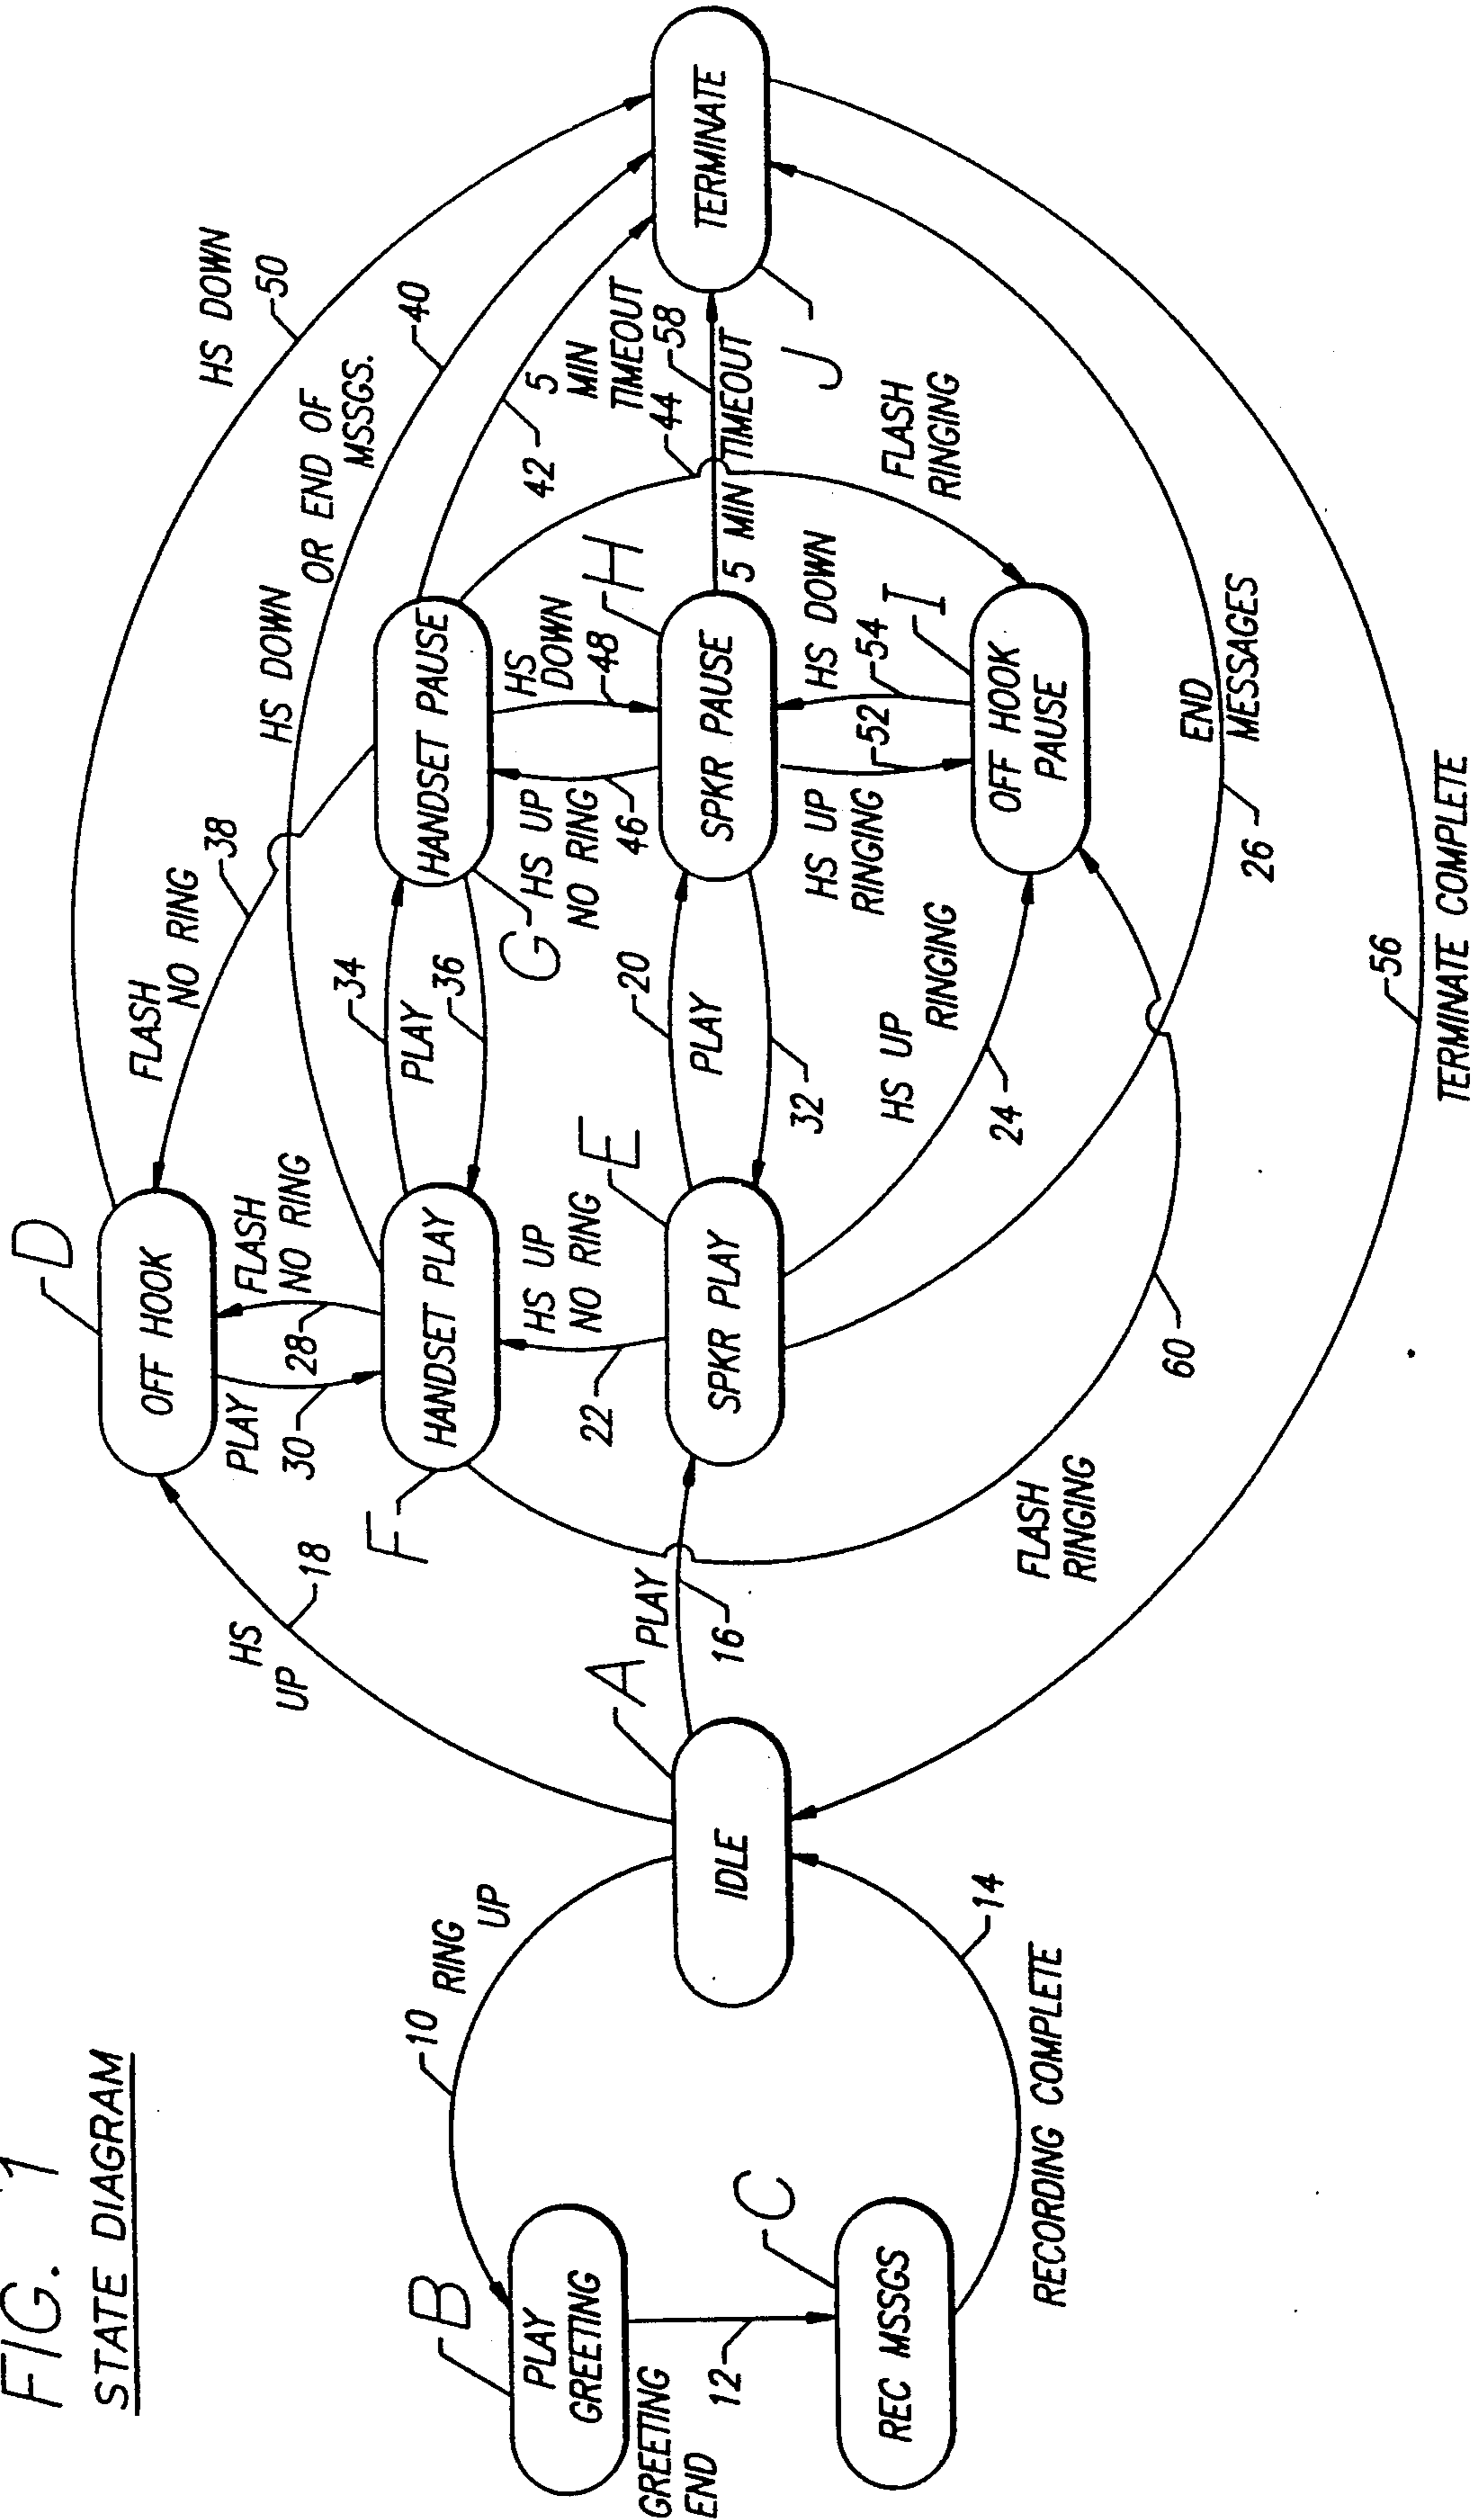 FIG. 1
STATE DIAGRAM
B
PLAY
GREETING
GREETING
END
12
C
REC MSSGS
RECORDING COMPLETE
14
10
RING
UP
IDLE
A
PLAY
16
HS
UP
18
D
OFF HOOK
PLAY
30
28
FLASH
NO RING
F
HANDSET PLAY
22
HS UP
NO RING
E
SPKR PLAY
FLASH
RINGING
60
FLASH
NO RING
38
34
PLAY
36
G
HANDSET PAUSE
20
PLAY
32
HS UP
RINGING
24
HS UP
NO RING
46
HS
DOWN
48
H
SPKR PAUSE
HS UP
RINGING
52
HS DOWN
54
I
OFF HOOK
PAUSE
END
MESSAGES
26
HS DOWN
OR END OF
MSSGS.
40
HS DOWN
50
42
5
MIN
TIMEOUT
44
58
5 MIN TIMEOUT
FLASH
RINGING
J
TERMINATE
56
TERMINATE COMPLETE